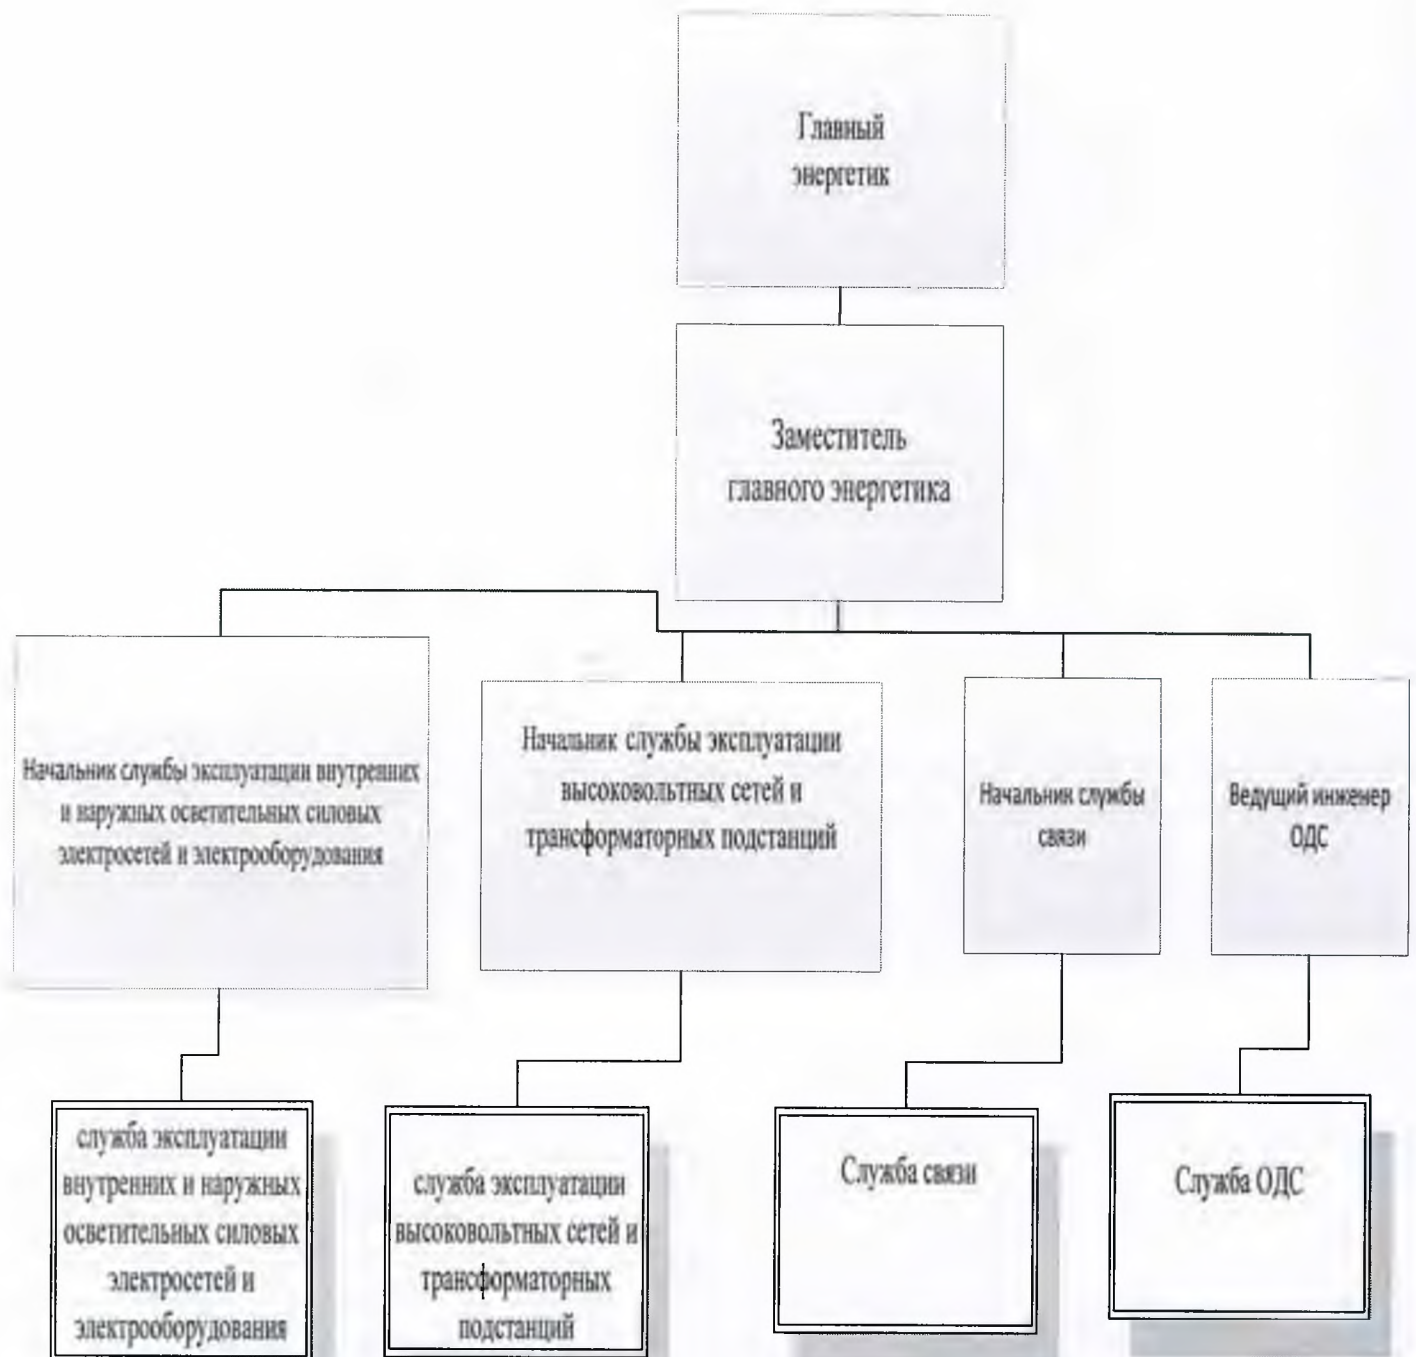 Главный
энергетик
Заместитель
главного энергетика
Начальник службы эксплуатации внутренних
и наружных осветительных силовых
электросетей и электрооборудования
Начальник службы эксплуатации
высоковольтных сетей и
трансформаторных подстанций
Начальник службы
связи
Ведущий инженер
ОДС
служба эксплуатации
внутренних и наружных
осветительных силовых
электросетей и
электрооборудования
служба эксплуатации
высоковольтных сетей и
трансформаторных
подстанций
Служба связи
Служба ОДС